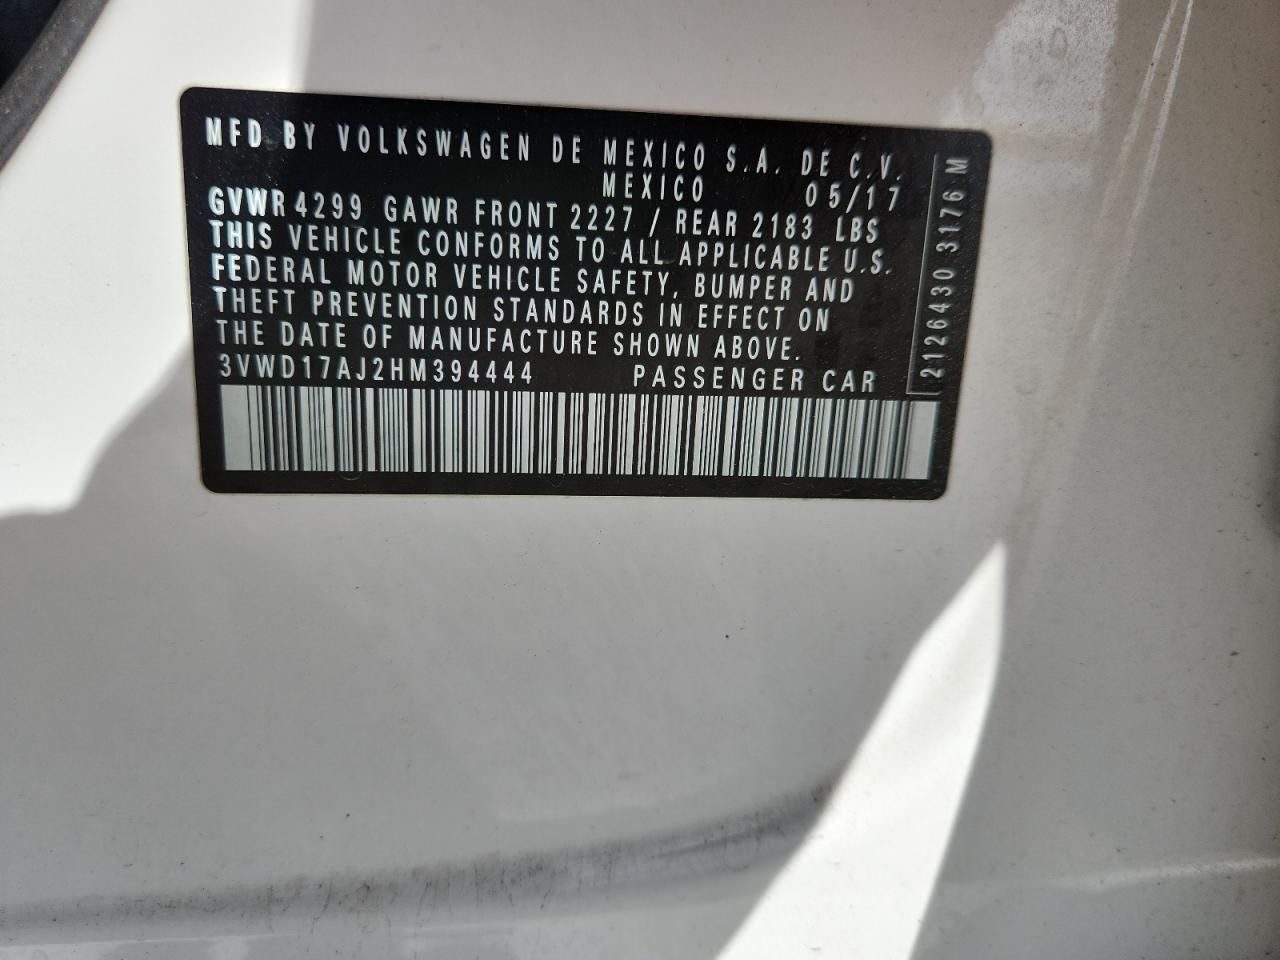 MFD BY VOLKSWAGEN DE MEXICO S.A. DE C.V.
MEXICO 05/17
GVWR 4299 GAWR FRONT 2227 / REAR 2183 LBS
THIS VEHICLE CONFORMS TO ALL APPLICABLE U.S.
FEDERAL MOTOR VEHICLE SAFETY, BUMPER AND
THEFT PREVENTION STANDARDS IN EFFECT ON
THE DATE OF MANUFACTURE SHOWN ABOVE.
3VWD17AJ2HM394444 PASSENGER CAR
2126430 3176 M